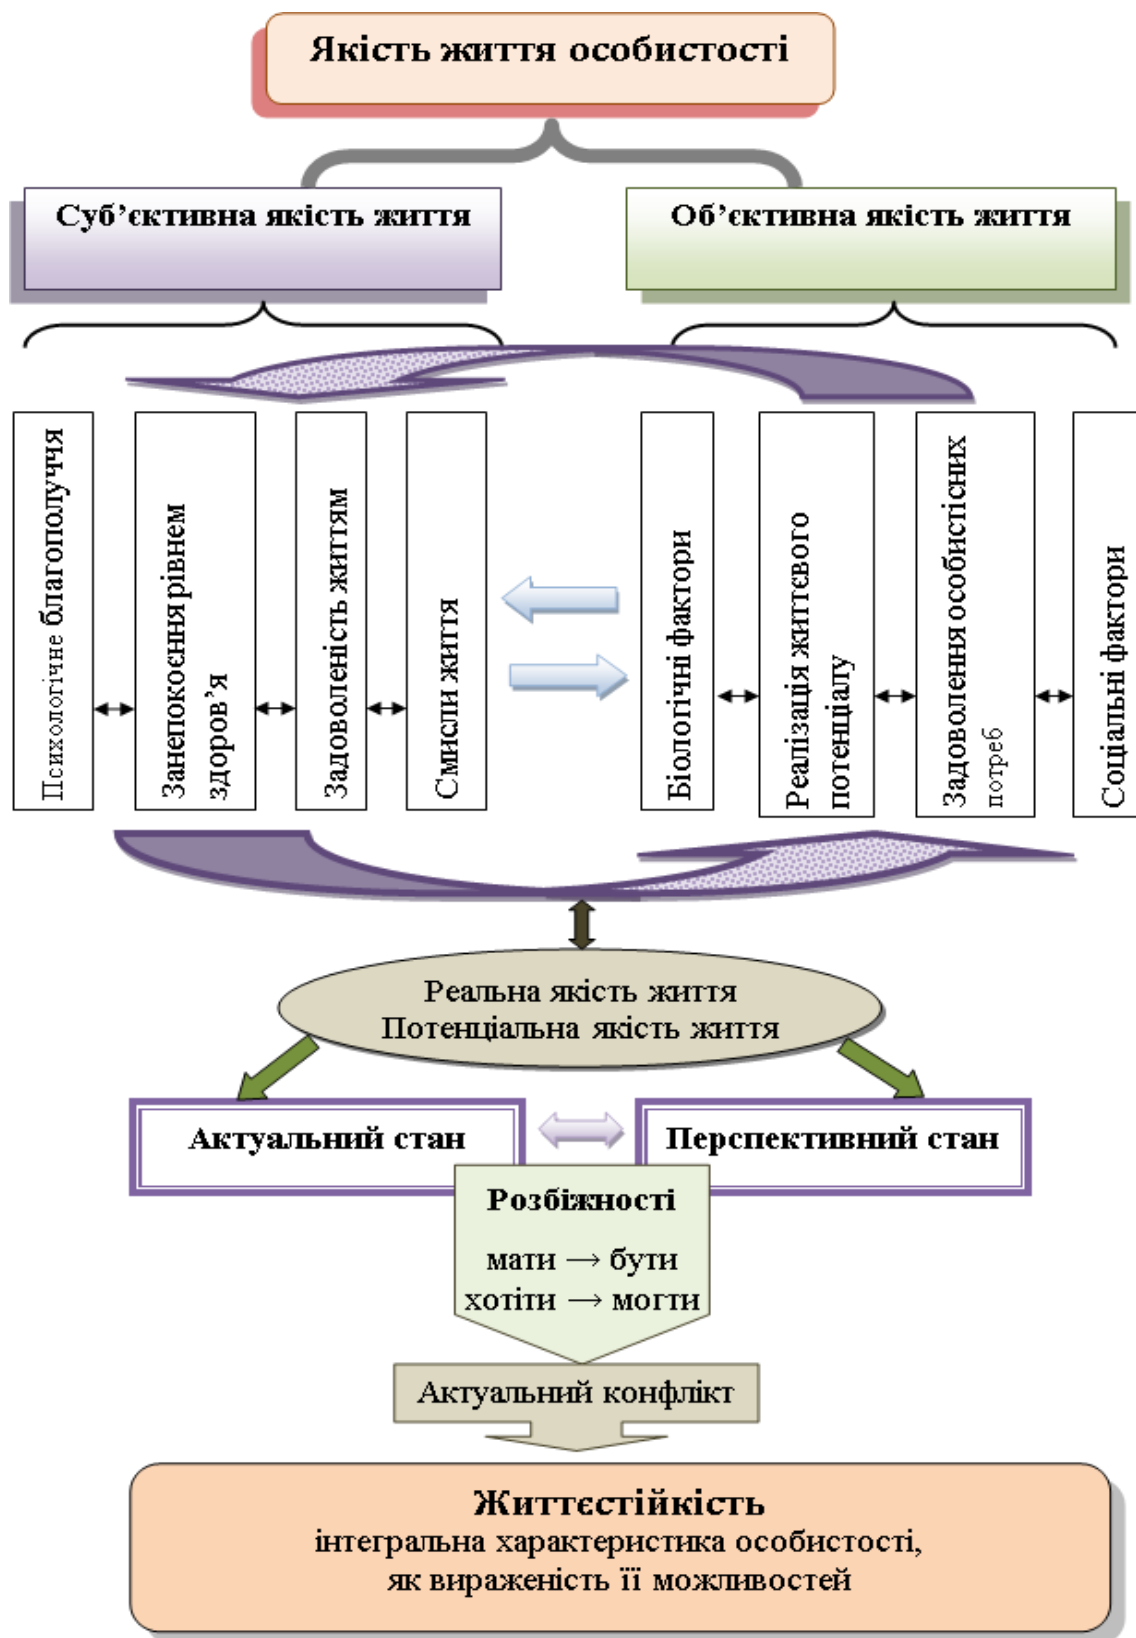 Якість життя особистості
Суб’єктивна якість життя
Об’єктивна якість життя
Психологічне благополуччя
Занепокоєння рівнем
здоров’я
Задоволеність життям
Смисли життя
Біологічні фактори
Реалізація життєвого
потенціалу
Задоволення особистісних
потреб
Соціальні фактори
Реальна якість життя
Потенціальна якість життя
Актуальний стан
Перспективний стан
Розбіжності
мати → бути
хотіти → могти
Актуальний конфлікт
Життєстійкість
інтегральна характеристика особистості,
як вираженість її можливостей